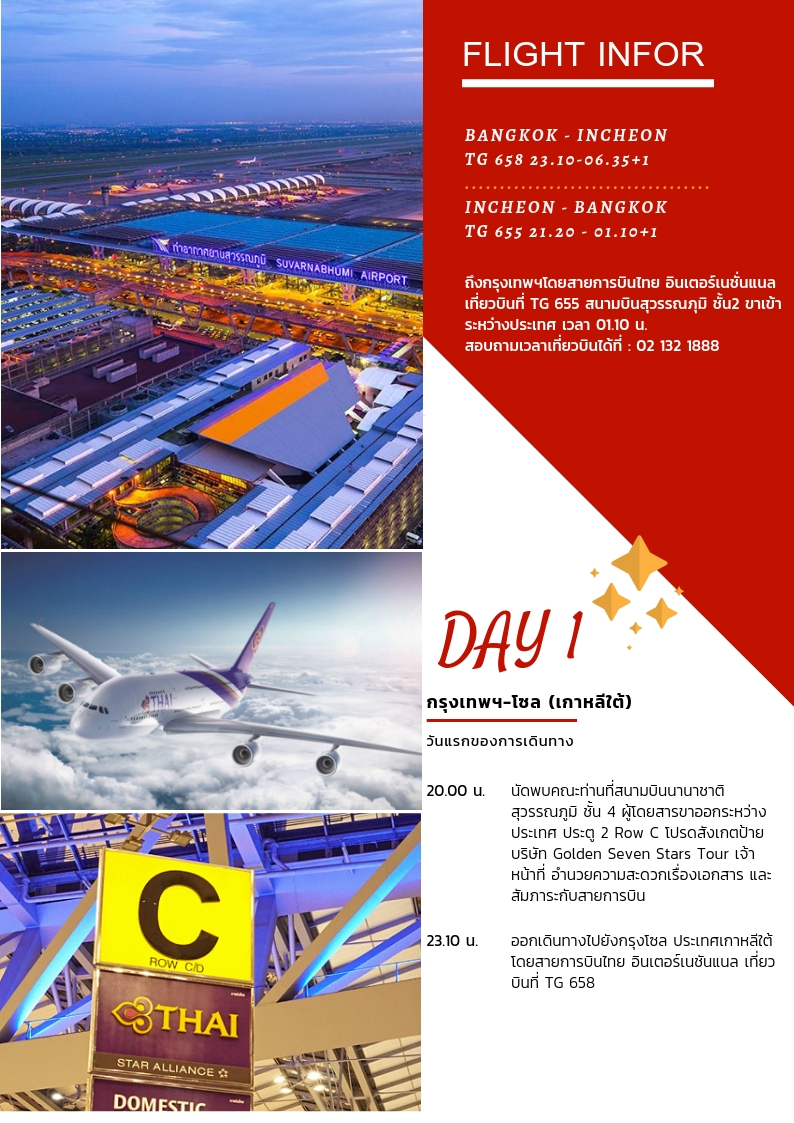 FLIGHT INFOR
BANGKOK - INCHEON
TG 658 23.10-06.35+1
INCHEON - BANGKOK
TG 655 21.20 - 01.10+1
ถึงกรุงเทพฯโดยสายการบินไทย อินเตอร์เนชั่นแนล
เที่ยวบินที่ TG 655 สนามบินสุวรรณภูมิ ชั้น2 ขาเข้า
ระหว่างประเทศ เวลา 01.10 น.
สอบถามเวลาเที่ยวบินได้ที่ : 02 132 1888
ท่าอากาศยานสุวรรณภูมิ SUVARNABHUMI AIRPORT
DAY 1
กรุงเทพฯ-โซล (เกาหลีใต้)
วันแรกของการเดินทาง
20.00 น. นัดพบคณะท่านที่สนามบินนานาชาติ
สุวรรณภูมิ ชั้น 4 ผู้โดยสารขาออกระหว่าง
ประเทศ ประตู 2 Row C โปรดสังเกตป้าย
บริษัท Golden Seven Stars Tour เจ้า
หน้าที่ อำนวยความสะดวกเรื่องเอกสาร และ
สัมภาระกับสายการบิน
23.10 น. ออกเดินทางไปยังกรุงโซล ประเทศเกาหลีใต้
โดยสายการบินไทย อินเตอร์เนชันแนล เที่ยว
บินที่ TG 658
THAI
C
ROW C/D
THAI
STAR ALLIANCE
DOMESTIC